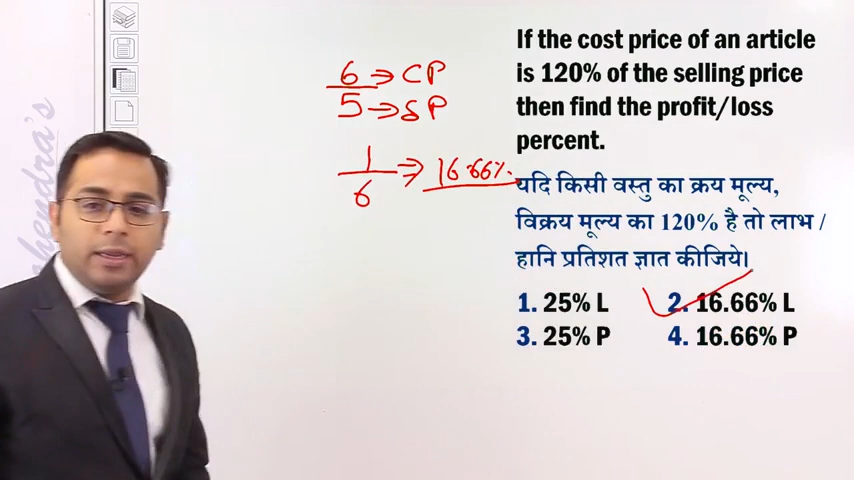 If the cost price of an article
is 120% of the selling price
then find the profit/loss
percent.
यदि किसी वस्तु का क्रय मूल्य,
विक्रय मूल्य का 120% है तो लाभ /
हानि प्रतिशत ज्ञात कीजिये।
1. 25% L 2. 16.66% L
3. 25% P 4. 16.66% P
6 ⇒ CP
5 → SP
1
6 ⇒ 16.66%.